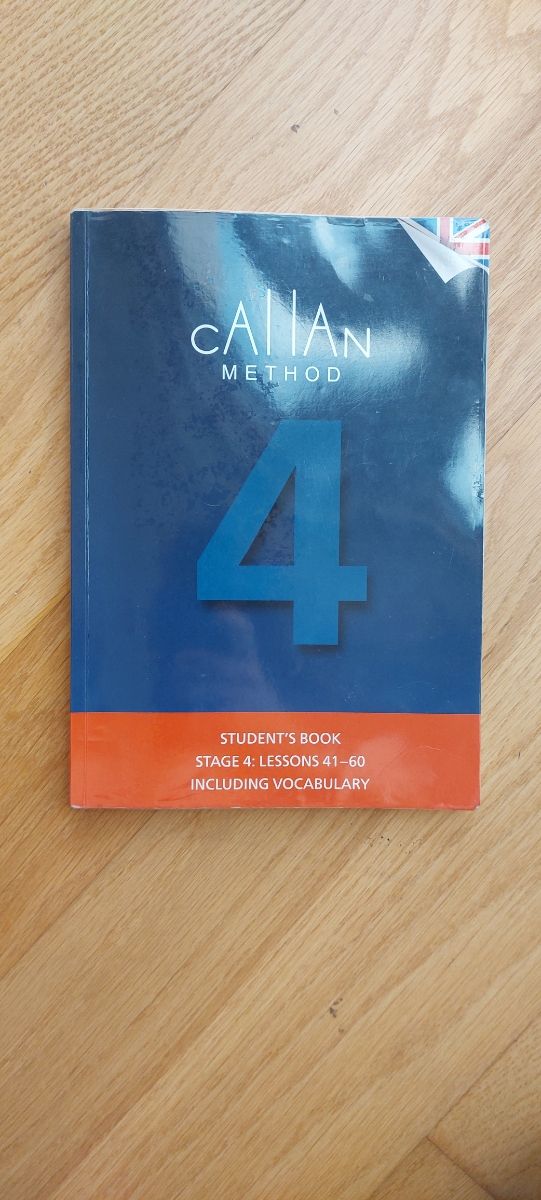 CALLAN
METHOD
4
STUDENT'S BOOK
STAGE 4: LESSONS 41–60
INCLUDING VOCABULARY